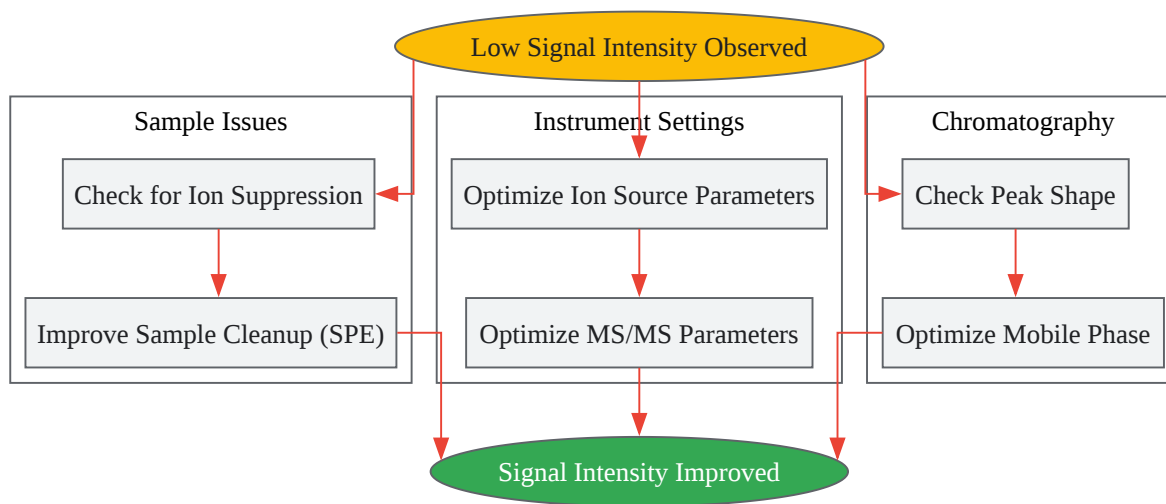 Low Signal Intensity Observed
Sample Issues
Instrument Settings
Chromatography
Check for Ion Suppression
Optimize Ion Source Parameters
Check Peak Shape
Improve Sample Cleanup (SPE)
Optimize MS/MS Parameters
Optimize Mobile Phase
Signal Intensity Improved